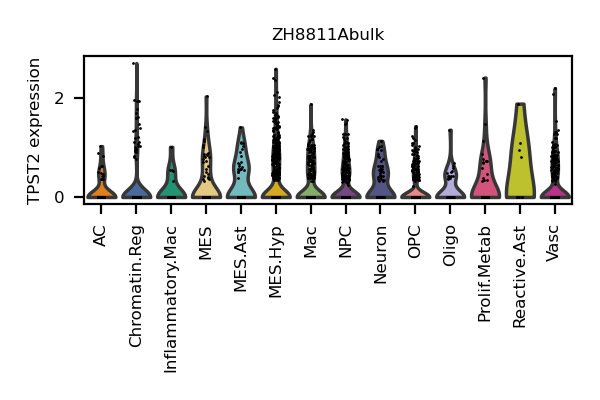 ZH8811Abulk
TPST2 expression
2
0
AC
Chromatin.Reg
Inflammatory.Mac
MES
MES.Ast
MES.Hyp
Mac
NPC
Neuron
OPC
Oligo
Prolif.Metab
Reactive.Ast
Vasc